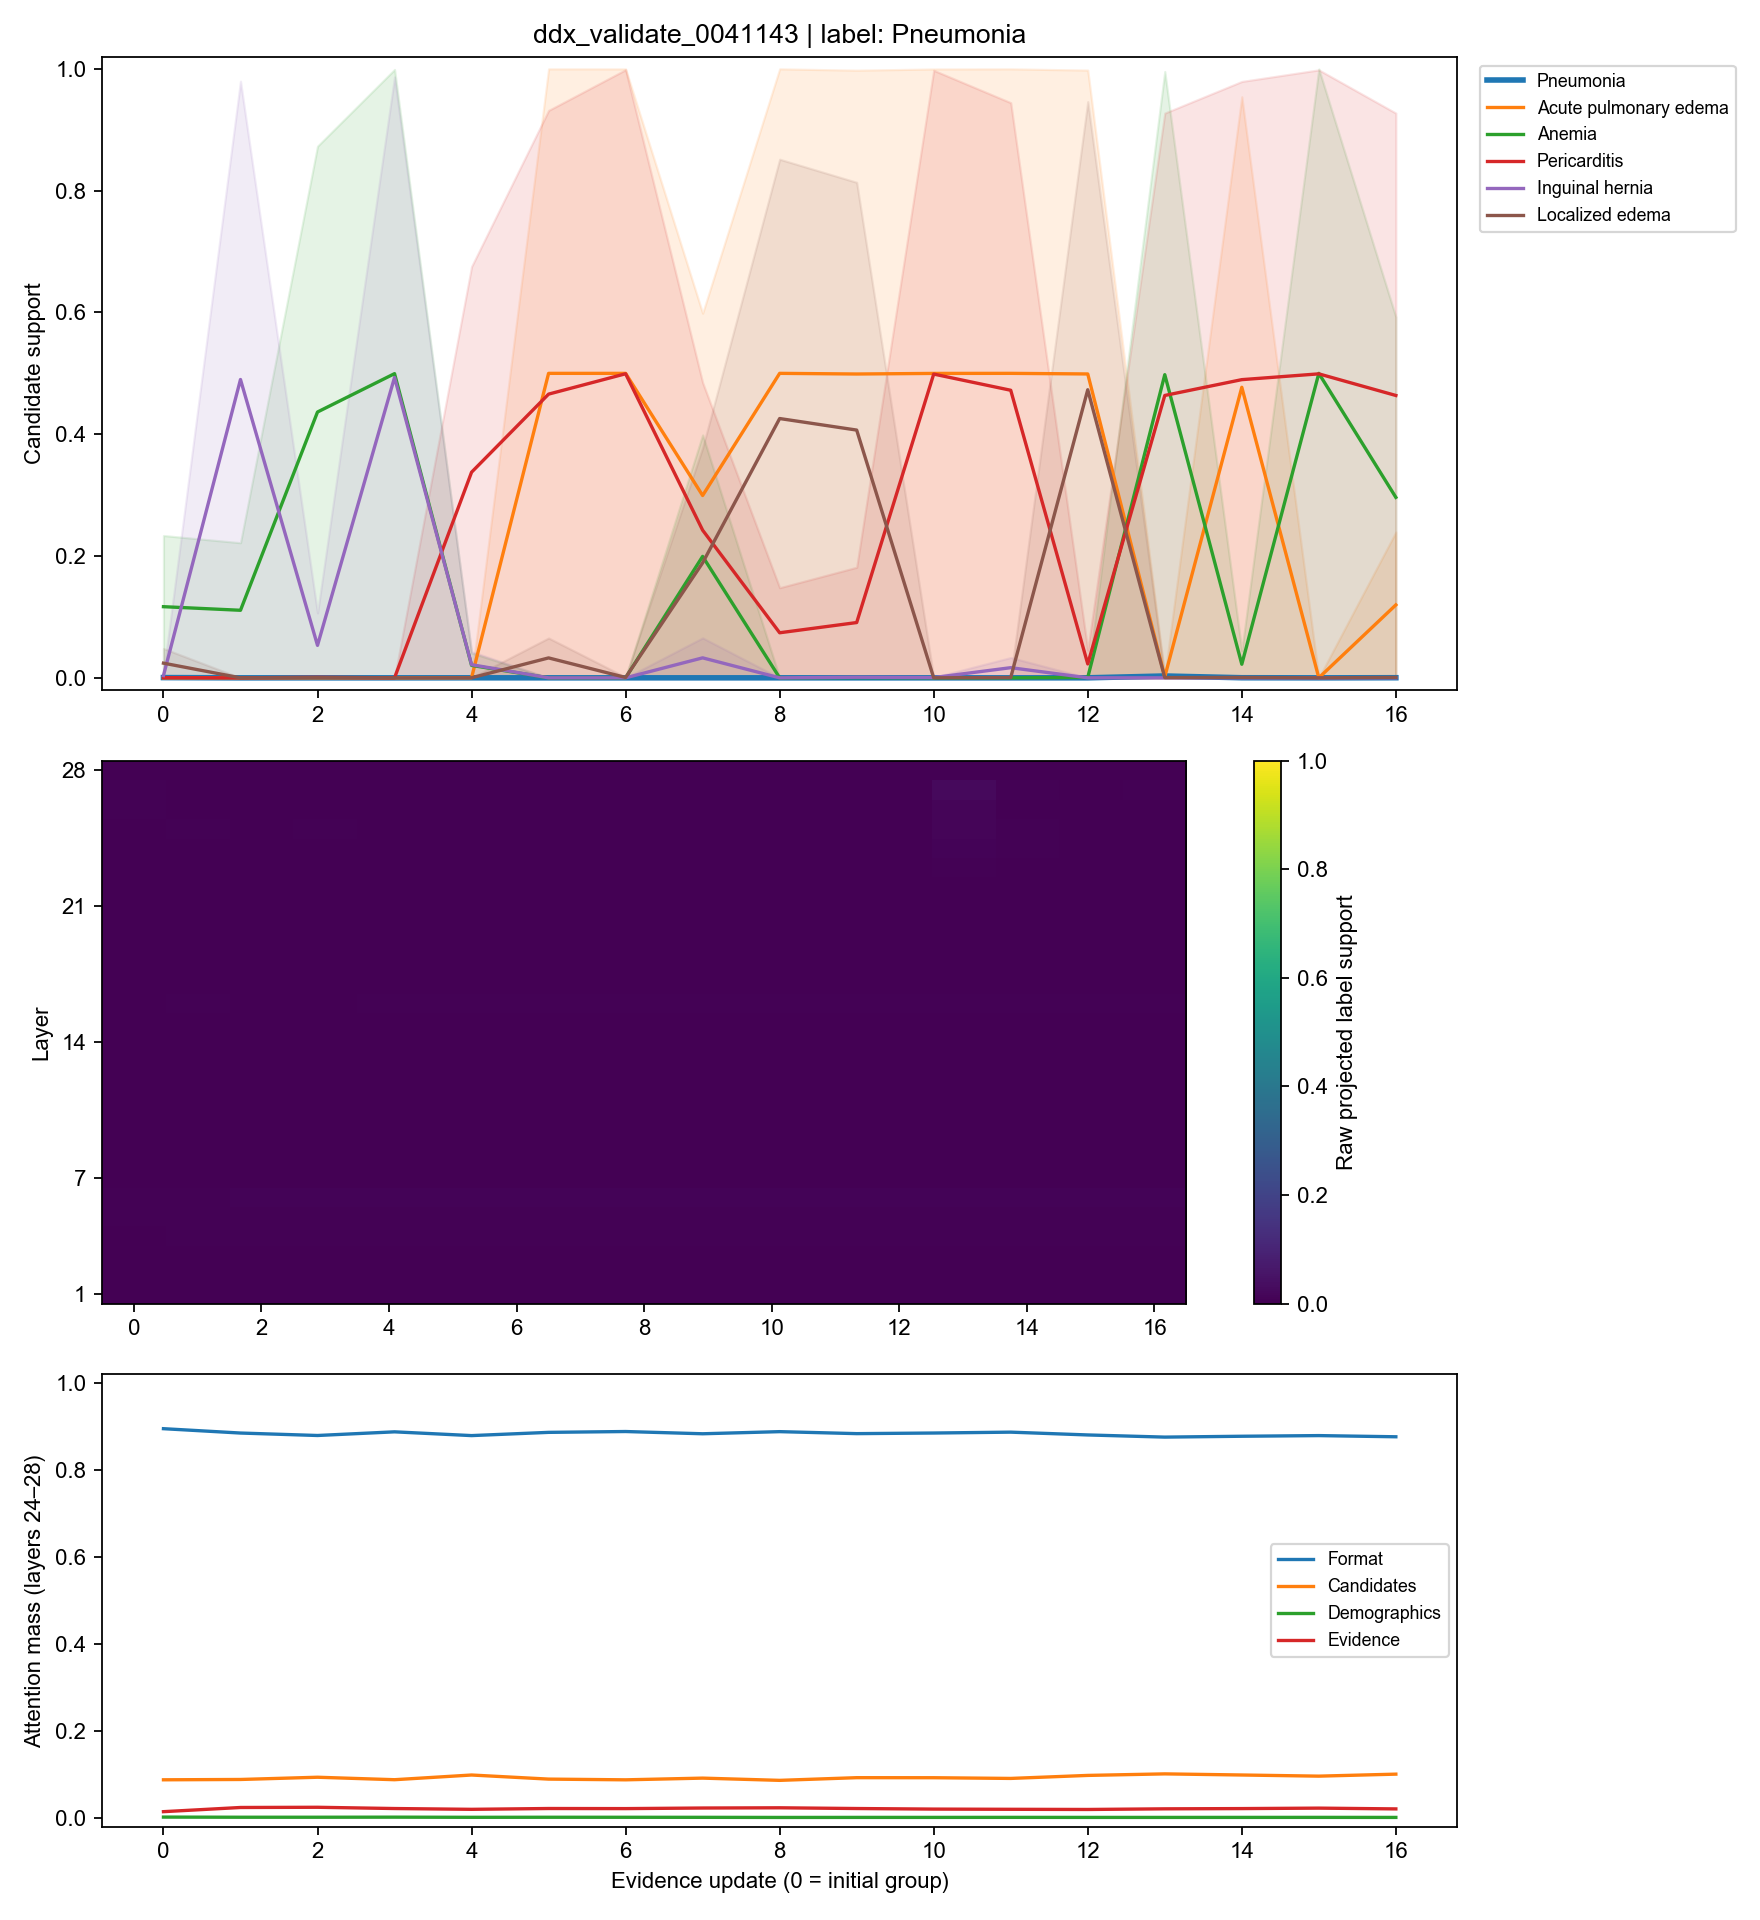 ddx_validate_0041143 | label: Pneumonia
Candidate support
1.0
0.8
0.6
0.4
0.2
0.0
0 2 4 6 8 10 12 14 16
Pneumonia
Acute pulmonary edema
Anemia
Pericarditis
Inguinal hernia
Localized edema
Layer
28
21
14
7
1
0 2 4 6 8 10 12 14 16
1.0
0.8
0.6
0.4
0.2
0.0
Raw projected label support
Attention mass (layers 24–28)
1.0
0.8
0.6
0.4
0.2
0.0
Format
Candidates
Demographics
Evidence
0 2 4 6 8 10 12 14 16
Evidence update (0 = initial group)